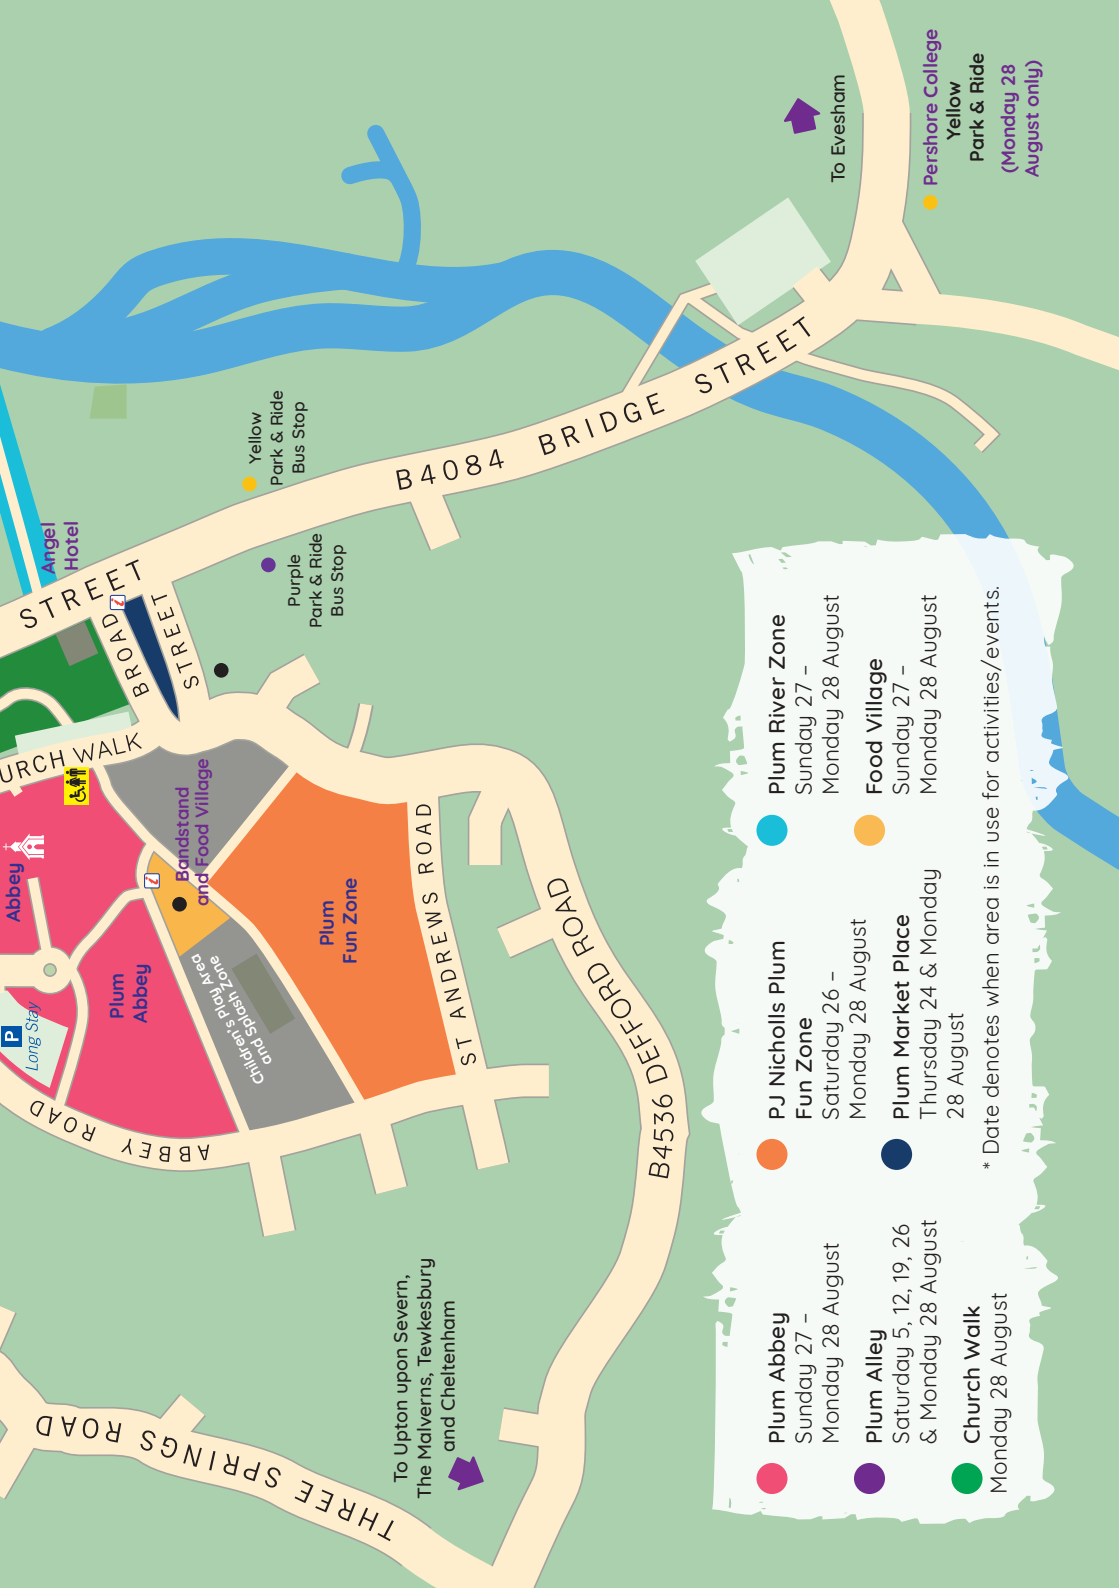 STREET
Angel
Hotel
BROAD
STREET
URCH WALK
Abbey
P
Long Stay
Plum
Abbey
Bandstand
and Food Village
Children's Play Area
and Splash Zone
Plum
Fun Zone
ABBEY ROAD
ST ANDREWS ROAD
Yellow
Park & Ride
Bus Stop
Purple
Park & Ride
Bus Stop
B4084 BRIDGE STREET
To Evesham
Pershore College
Yellow
Park & Ride
(Monday 28
August only)
B4536 DEFFORD ROAD
THREE SPRINGS ROAD
To Upton upon Severn,
The Malverns, Tewkesbury
and Cheltenham
i
i
Plum Abbey
Sunday 27 –
Monday 28 August
Plum Alley
Saturday 5, 12, 19, 26
& Monday 28 August
Church Walk
Monday 28 August
PJ Nicholls Plum
Fun Zone
Saturday 26 –
Monday 28 August
Plum Market Place
Thursday 24 & Monday
28 August
Plum River Zone
Sunday 27 –
Monday 28 August
Food Village
Sunday 27 –
Monday 28 August
* Date denotes when area is in use for activities/events.